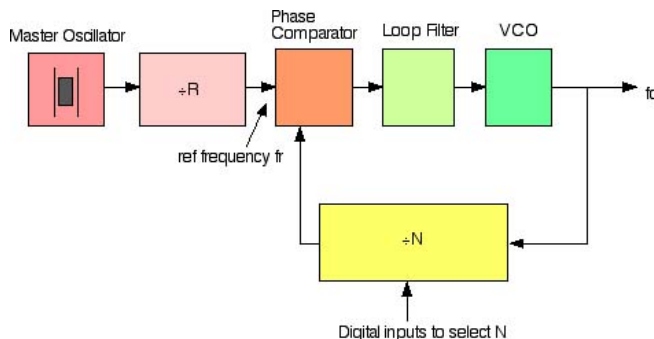 Master Oscillator
Phase
Comparator
Loop Filter
VCO
÷R
ref frequency fr
÷N
Digital inputs to select N